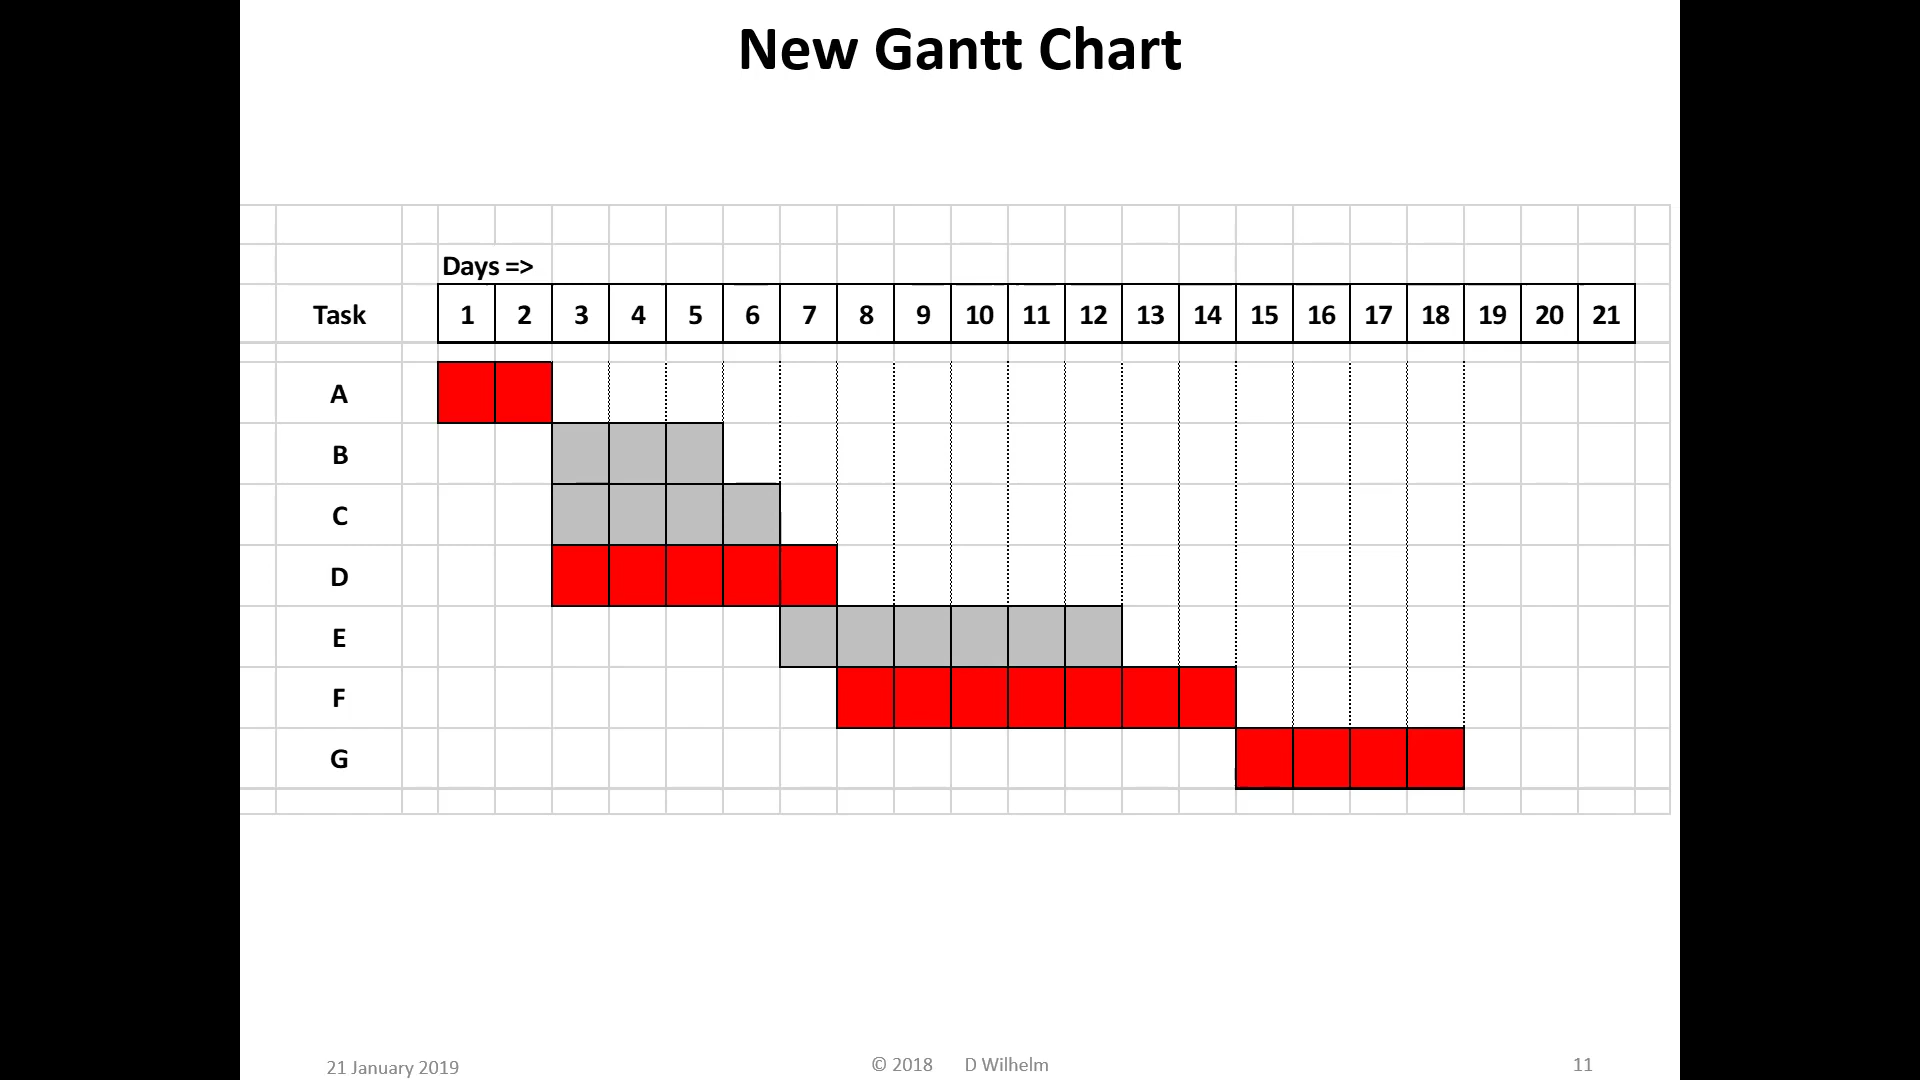 New Gantt Chart
Days =>
Task 1 2 3 4 5 6 7 8 9 10 11 12 13 14 15 16 17 18 19 20 21
A
B
C
D
E
F
G
21 January 2019 © 2018 D Wilhelm 11